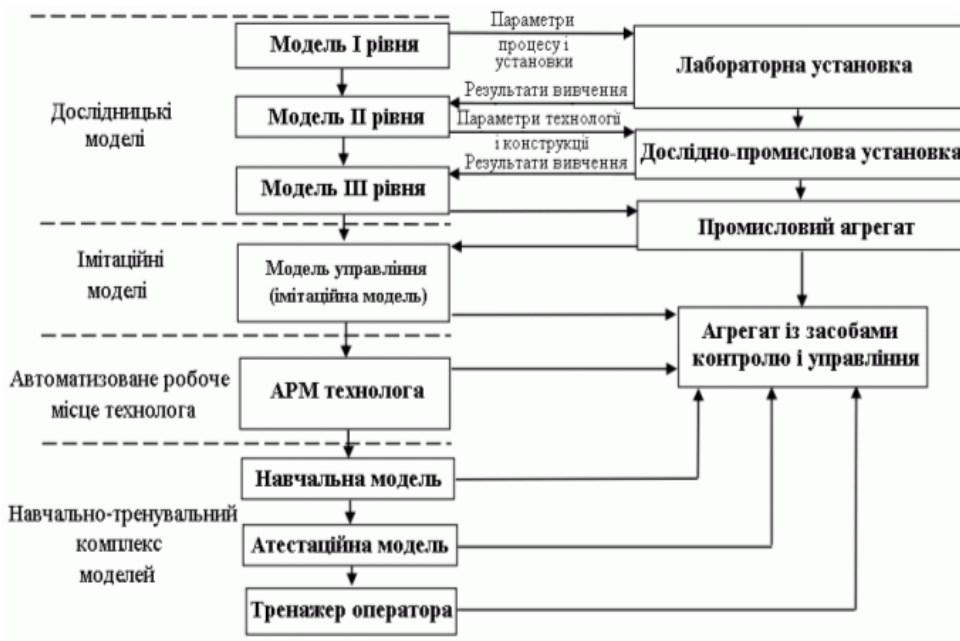 Параметри
Модель І рівня
процесу і
установки
Лабораторна установка
Результати вивчення
Дослідницькі
моделі
Модель ІІ рівня
Параметри технології
і конструкції
Дослідно-промислова установка
Результати вивчення
Модель ІІІ рівня
Промисловий агрегат
Імітаційні
моделі
Модель управління
(імітаційна модель)
Агрегат із засобами
контролю і управління
Автоматизоване робоче
місце технолога
АРМ технолога
Навчальна модель
Навчально-тренувальний
комплекс
моделей
Атестаційна модель
Тренажер оператора